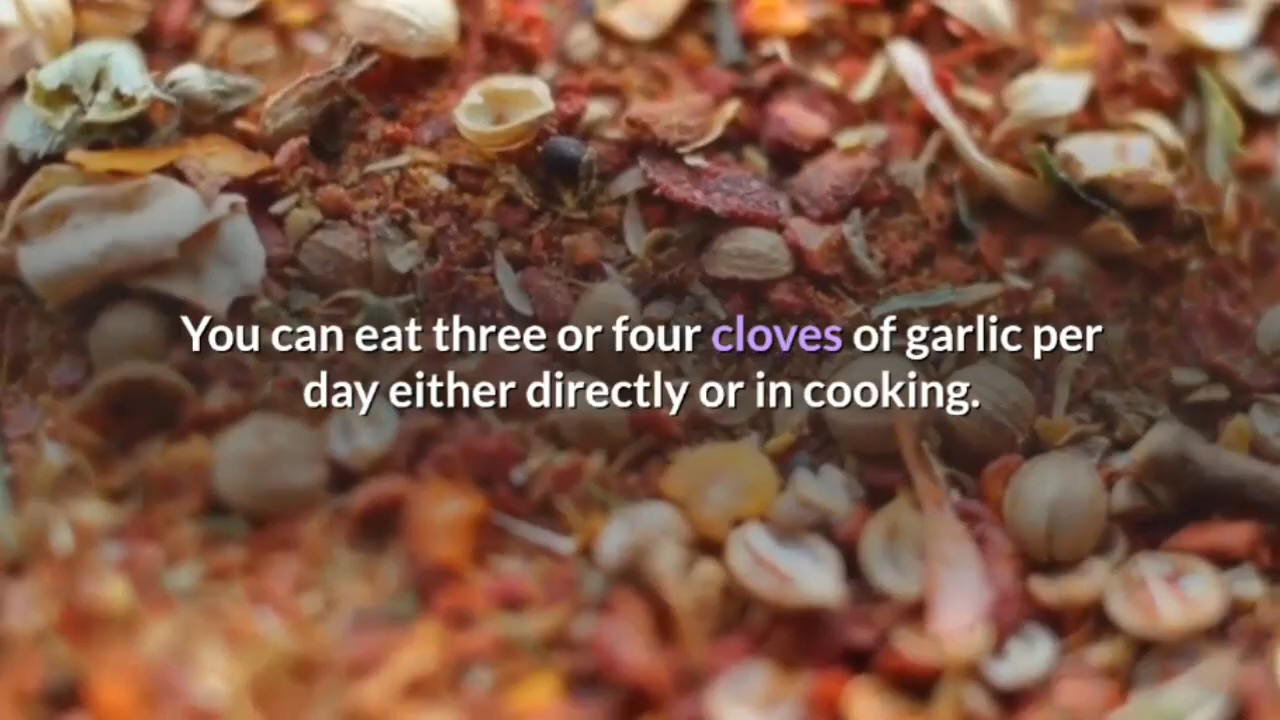 You can eat three or four cloves of garlic per
day either directly or in cooking.